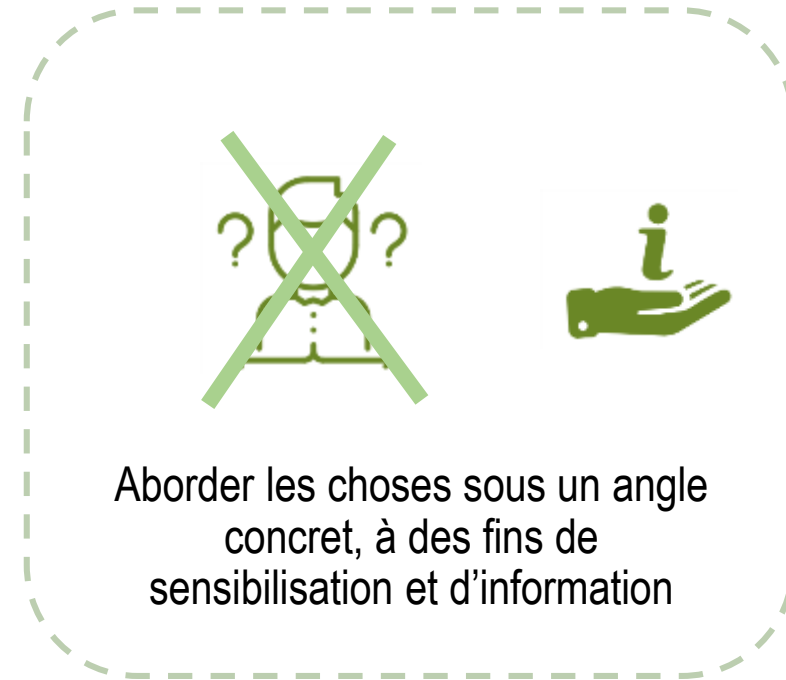 ? ?
i
Aborder les choses sous un angle
concret, à des fins de
sensibilisation et d’information